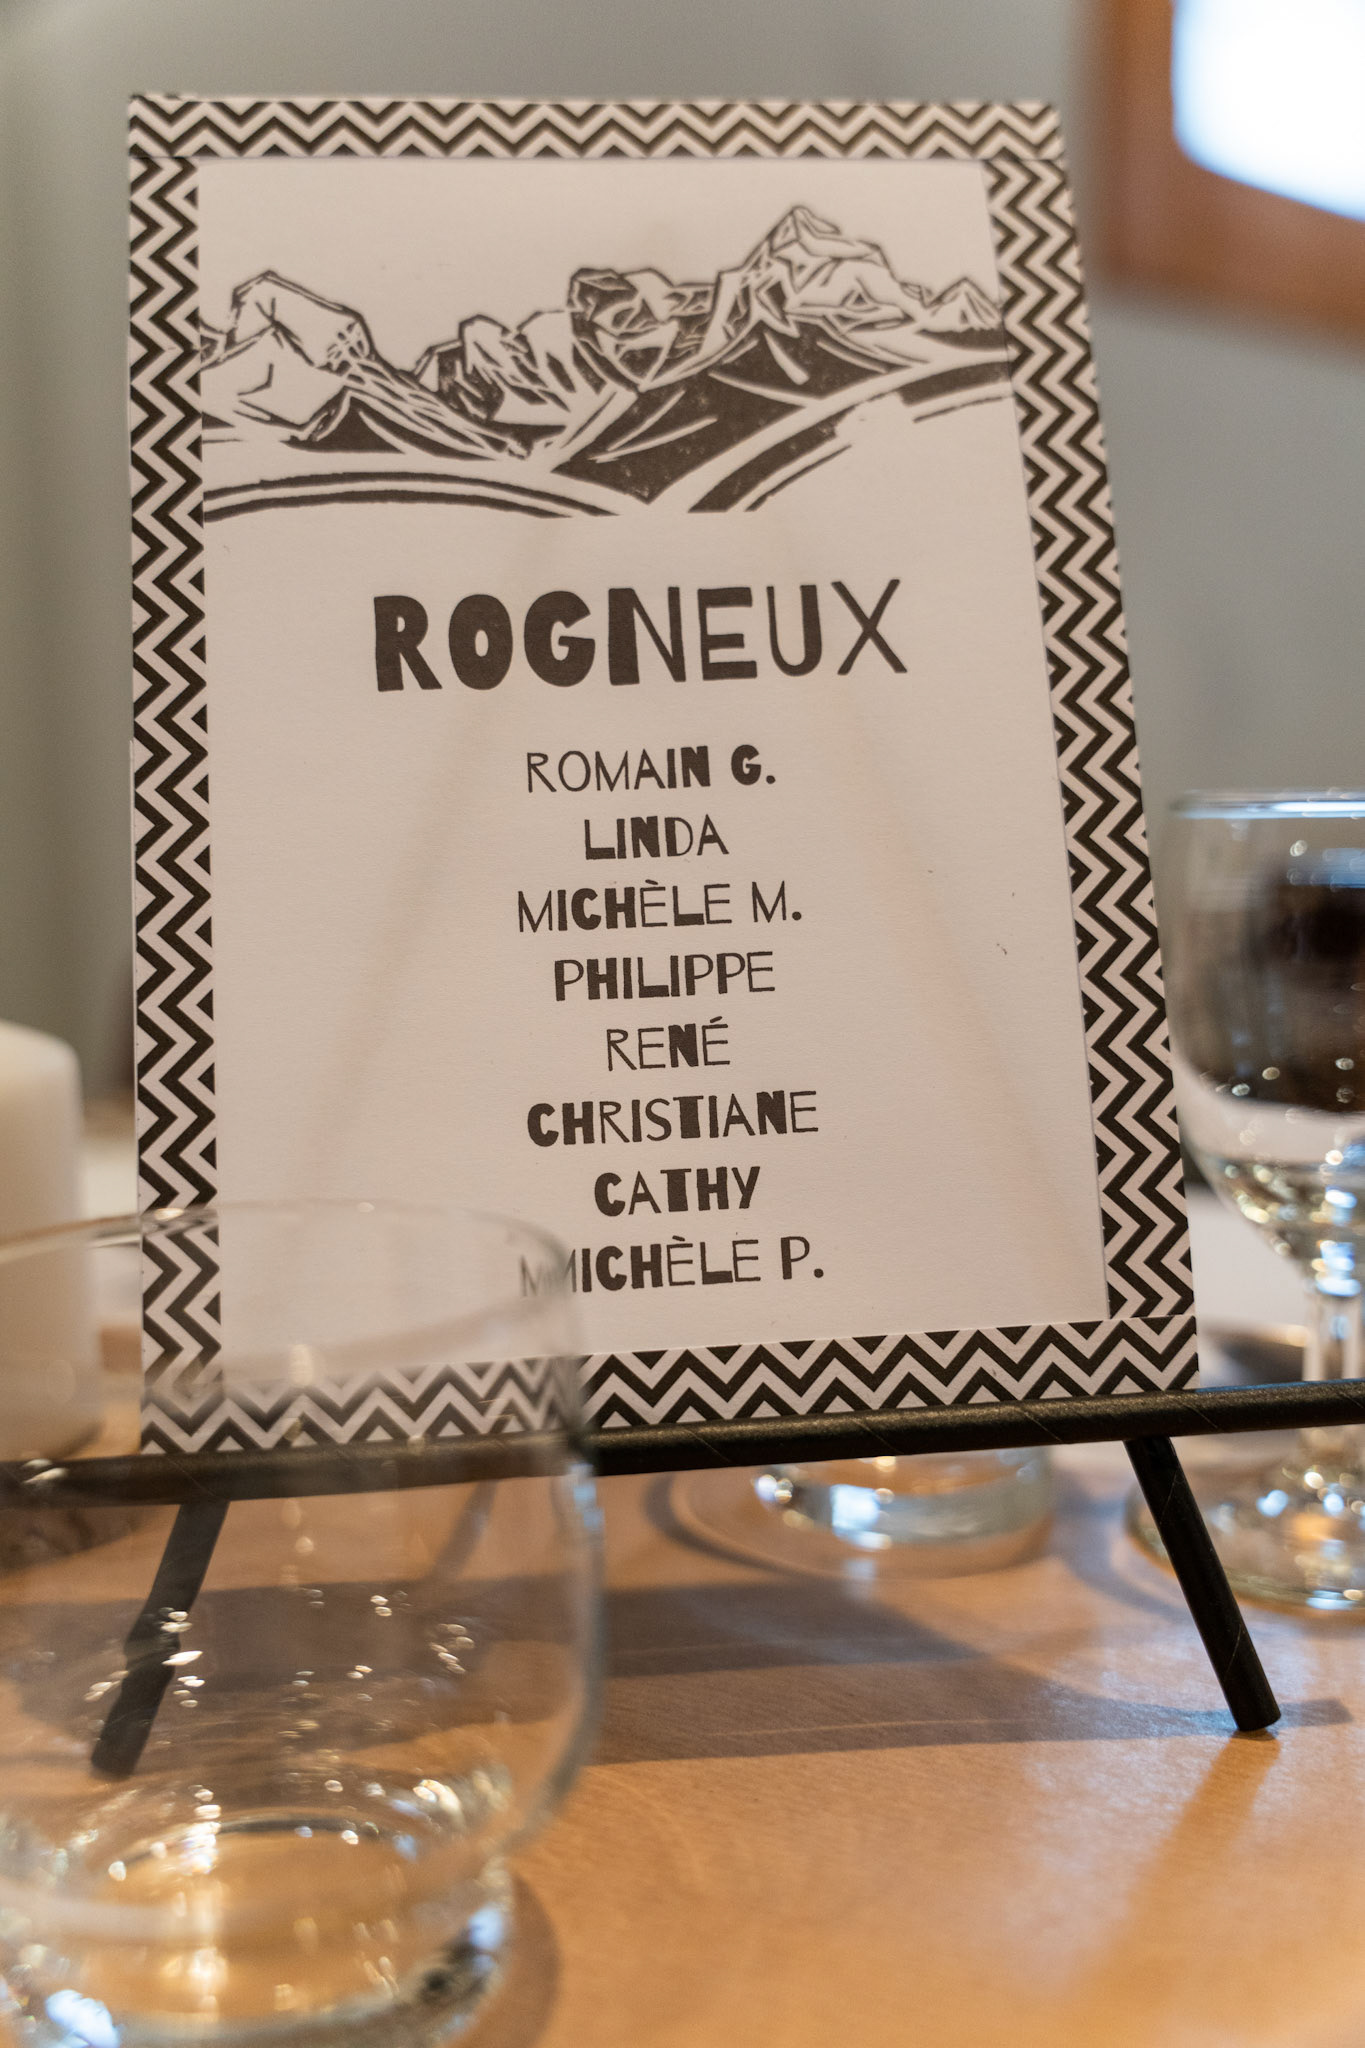 ROGNEUX
ROMAIN G.
LINDA
MICHÈLE M.
PHILIPPE
RENÉ
CHRISTIANE
CATHY
MICHÈLE P.